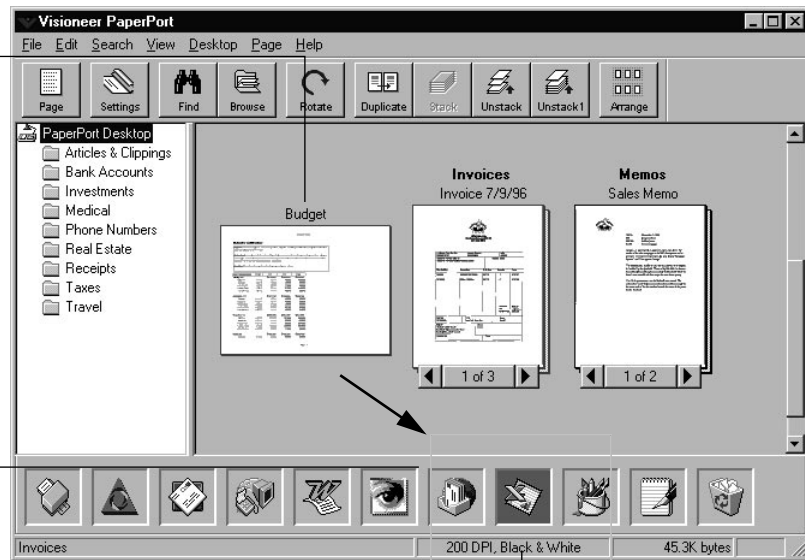 Visioneer PaperPort
File Edit Search View Desktop Page Help
Page Settings Find Browse Rotate Duplicate Stack Unstack Unstack1 Arrange
PaperPort Desktop
Articles & Clippings
Bank Accounts
Investments
Medical
Phone Numbers
Real Estate
Receipts
Taxes
Travel
Budget
Invoices
Invoice 7/9/96
1 of 3
Memos
Sales Memo
1 of 2
Invoices 200 DPI, Black & White 45.3K bytes